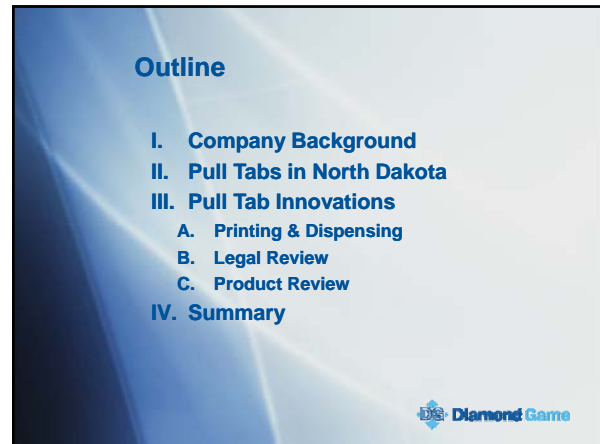 Outline
I. Company Background
II. Pull Tabs in North Dakota
III. Pull Tab Innovations
A. Printing & Dispensing
B. Legal Review
C. Product Review
IV. Summary
DG Diamond Game